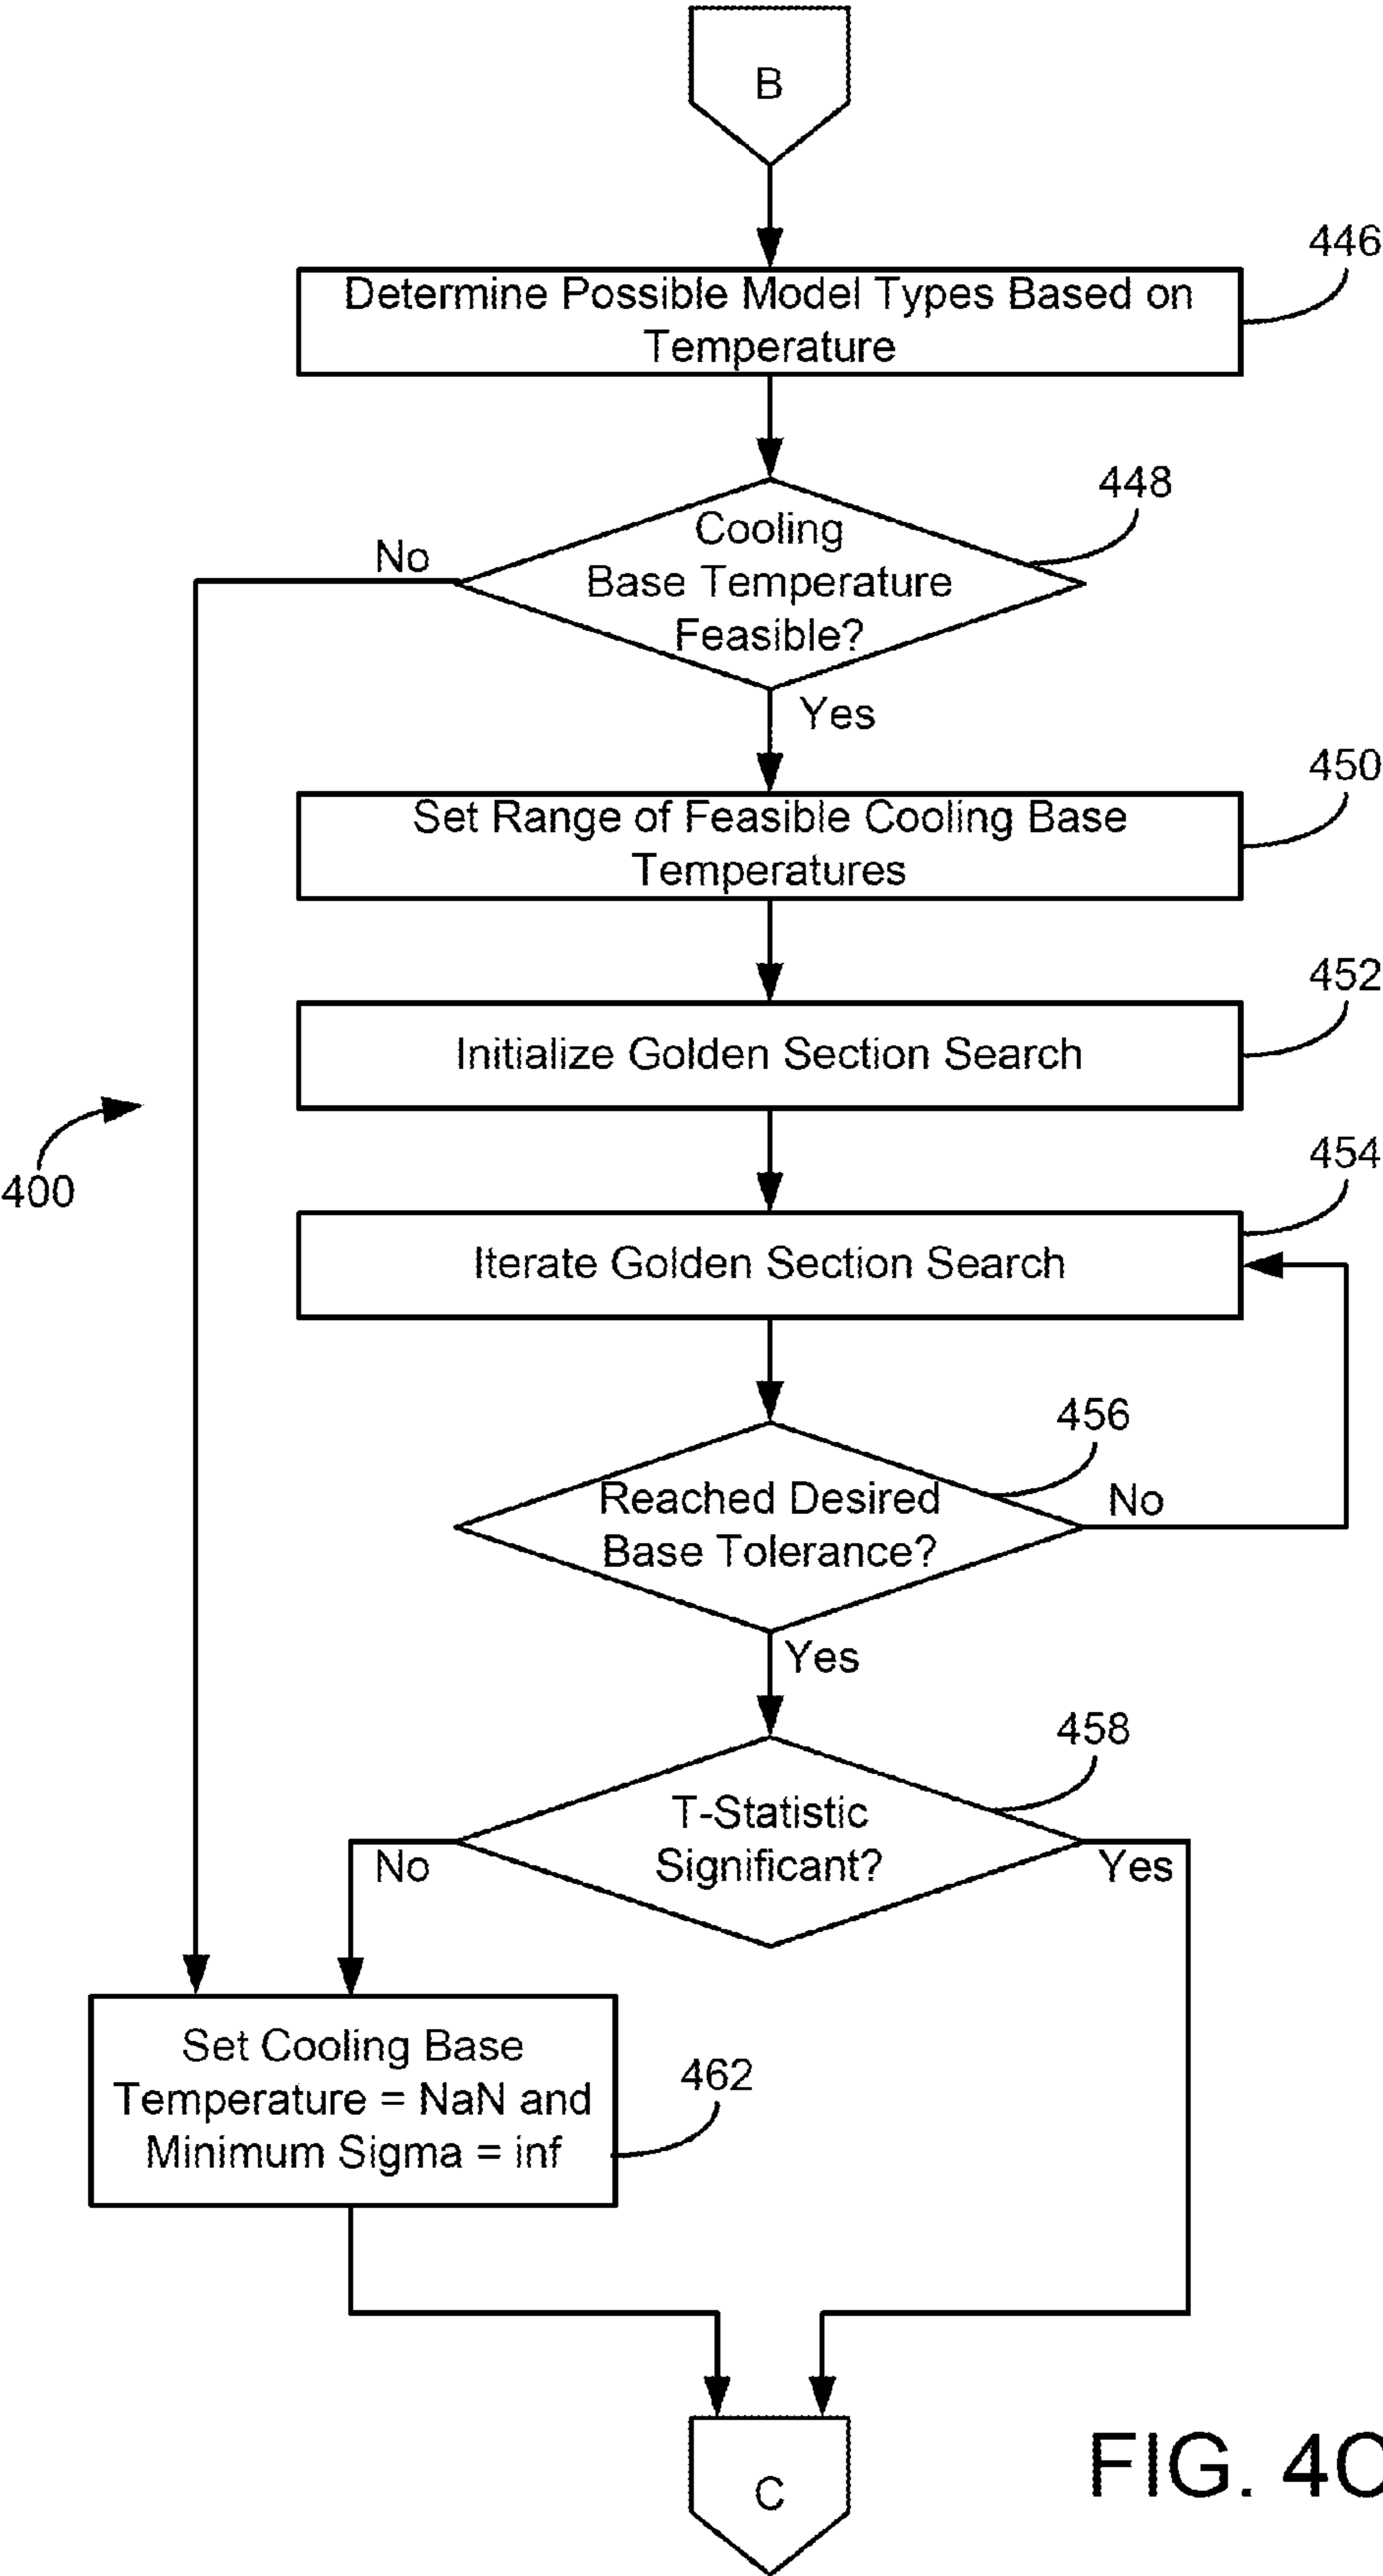 B
446
Determine Possible Model Types Based on
Temperature
448
Cooling
Base Temperature
Feasible?
No
Yes
450
Set Range of Feasible Cooling Base
Temperatures
452
Initialize Golden Section Search
400
454
Iterate Golden Section Search
456
Reached Desired
Base Tolerance?
No
Yes
458
T-Statistic
Significant?
No
Yes
Set Cooling Base
Temperature = NaN and
Minimum Sigma = inf
462
C
FIG. 4C